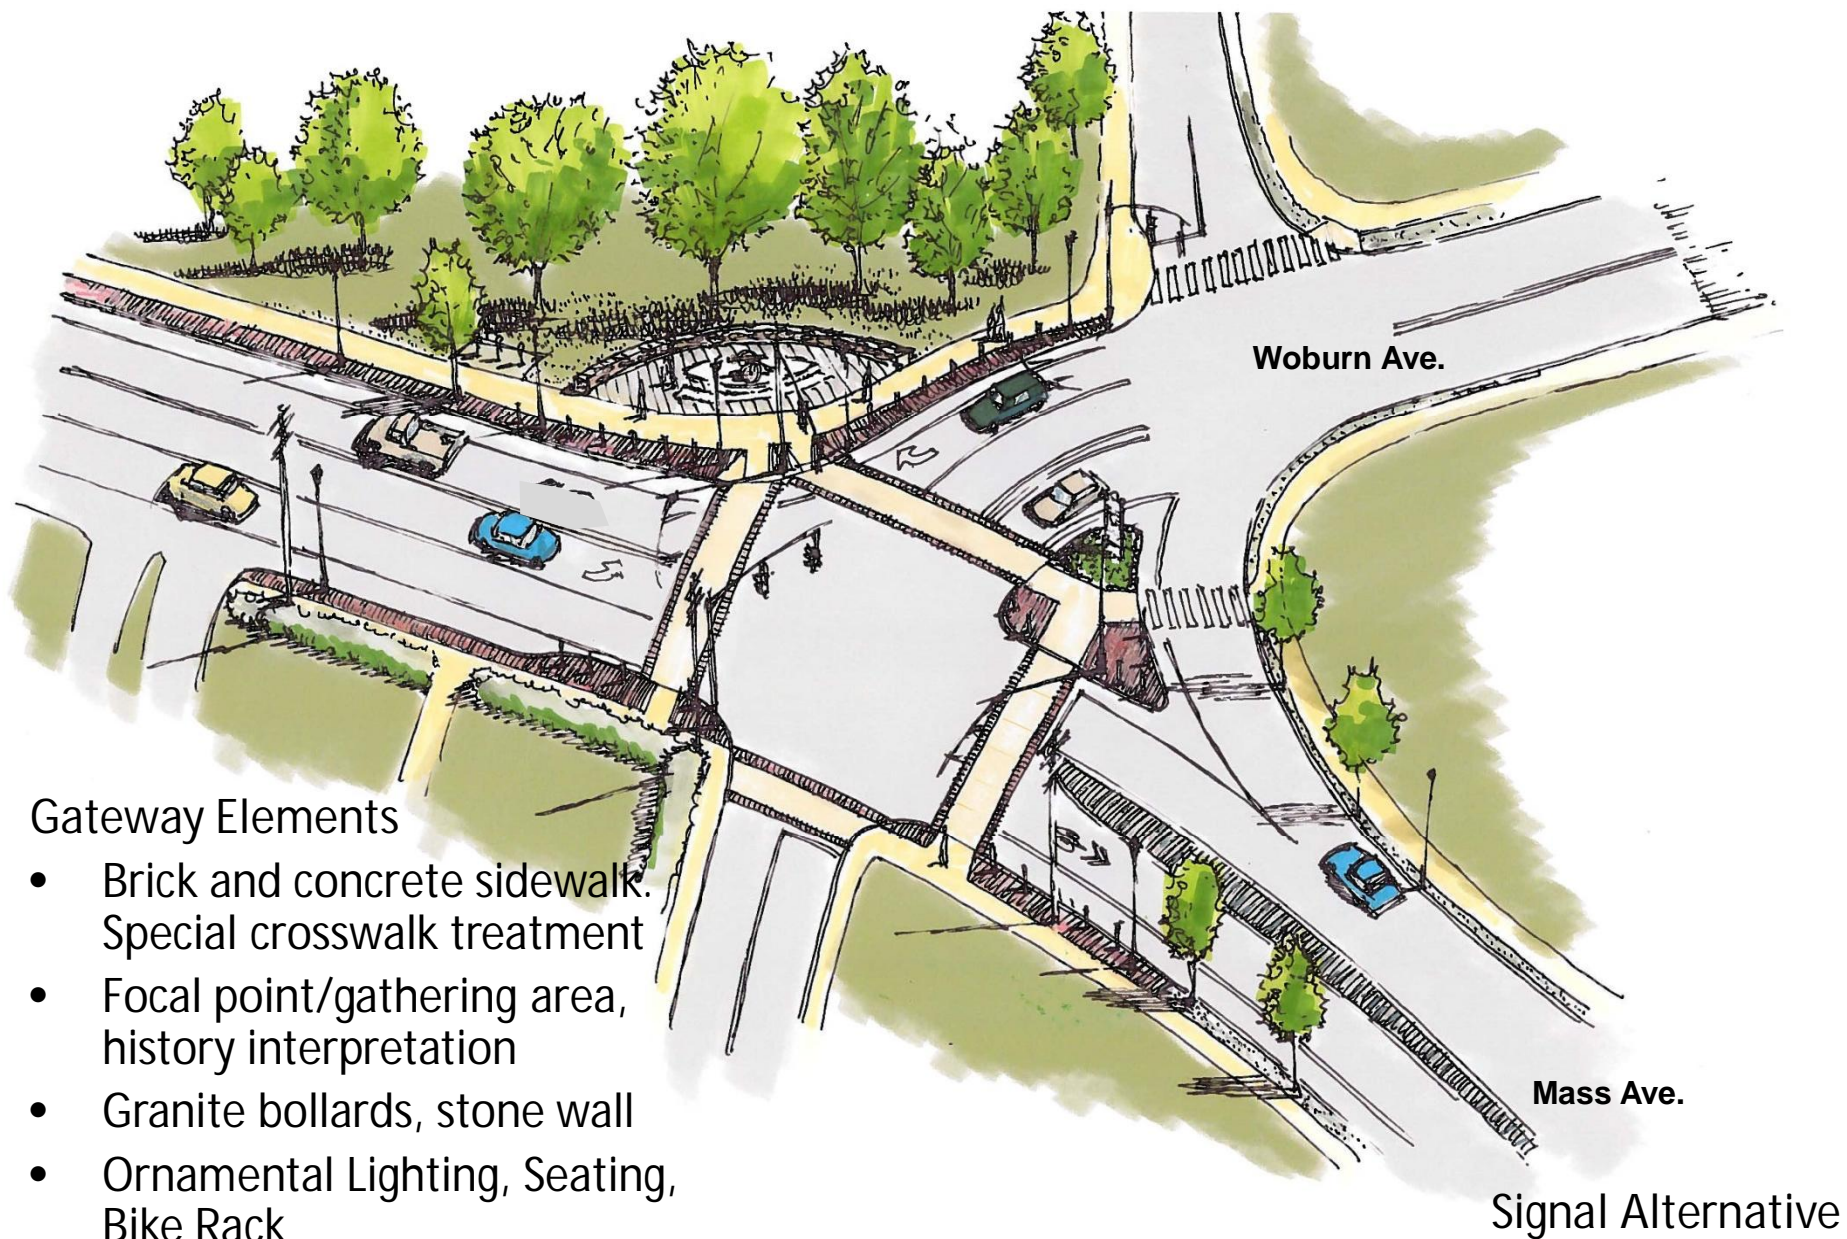 Woburn Ave.
Gateway Elements
• Brick and concrete sidewalk.
Special crosswalk treatment
• Focal point/gathering area,
history interpretation
• Granite bollards, stone wall
• Ornamental Lighting, Seating,
Bike Rack
Mass Ave.
Signal Alternative